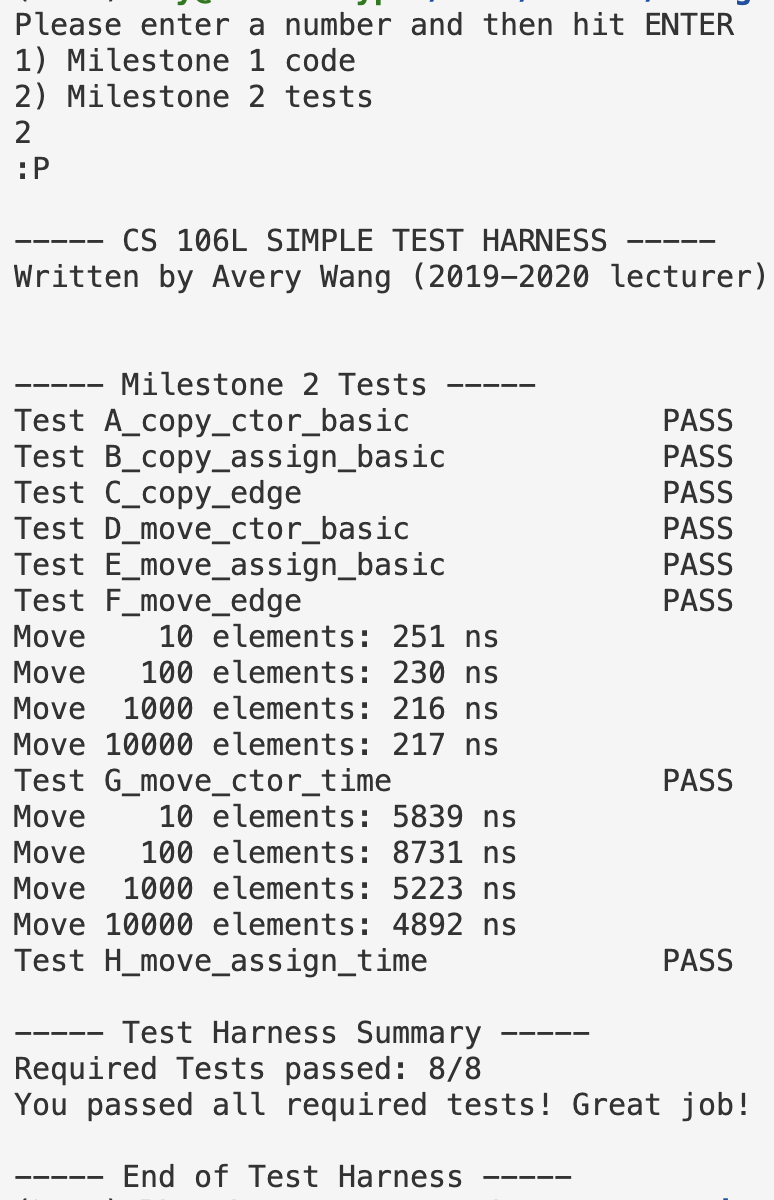 Please enter a number and then hit ENTER
1) Milestone 1 code
2) Milestone 2 tests
2
:P
----- CS 106L SIMPLE TEST HARNESS -----
Written by Avery Wang (2019-2020 lecturer)
----- Milestone 2 Tests -----
Test A_copy_ctor_basic              PASS
Test B_copy_assign_basic            PASS
Test C_copy_edge                    PASS
Test D_move_ctor_basic              PASS
Test E_move_assign_basic            PASS
Test F_move_edge                    PASS
Move    10 elements: 251 ns
Move   100 elements: 230 ns
Move  1000 elements: 216 ns
Move 10000 elements: 217 ns
Test G_move_ctor_time               PASS
Move    10 elements: 5839 ns
Move   100 elements: 8731 ns
Move  1000 elements: 5223 ns
Move 10000 elements: 4892 ns
Test H_move_assign_time             PASS
----- Test Harness Summary -----
Required Tests passed: 8/8
You passed all required tests! Great job!
----- End of Test Harness -----